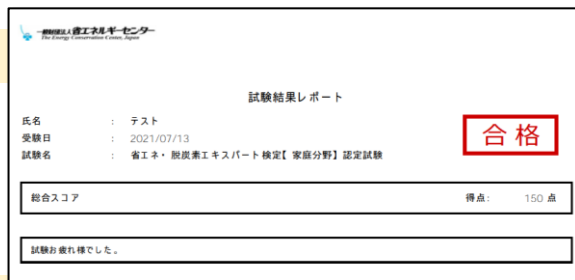 一般財団法人省エネルギーセンター
The Energy Conservation Center, Japan
試験結果レポート
氏名 : テスト
受験日 : 2021/07/13
試験名 : 省エネ・脱炭素エキスパート検定【家庭分野】認定試験
合格
総合スコア 得点: 150 点
試験お疲れ様でした。